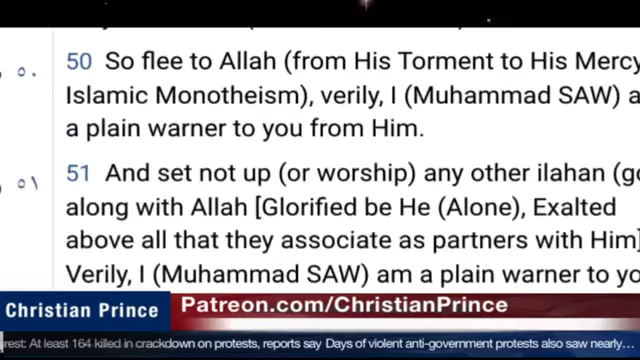 50 So flee to Allah (from His Torment to His Mercy
٥٠
Islamic Monotheism), verily, I (Muhammad SAW) a
a plain warner to you from Him.
51 And set not up (or worship) any other ilahan (go
٥١
along with Allah [Glorified be He (Alone), Exalted
above all that they associate as partners with Him]
Verily, I (Muhammad SAW) am a plain warner to yo
Christian Prince
Patreon.com/ChristianPrince
rest: At least 164 killed in crackdown on protests, reports say Days of violent anti-government protests also saw nearly…